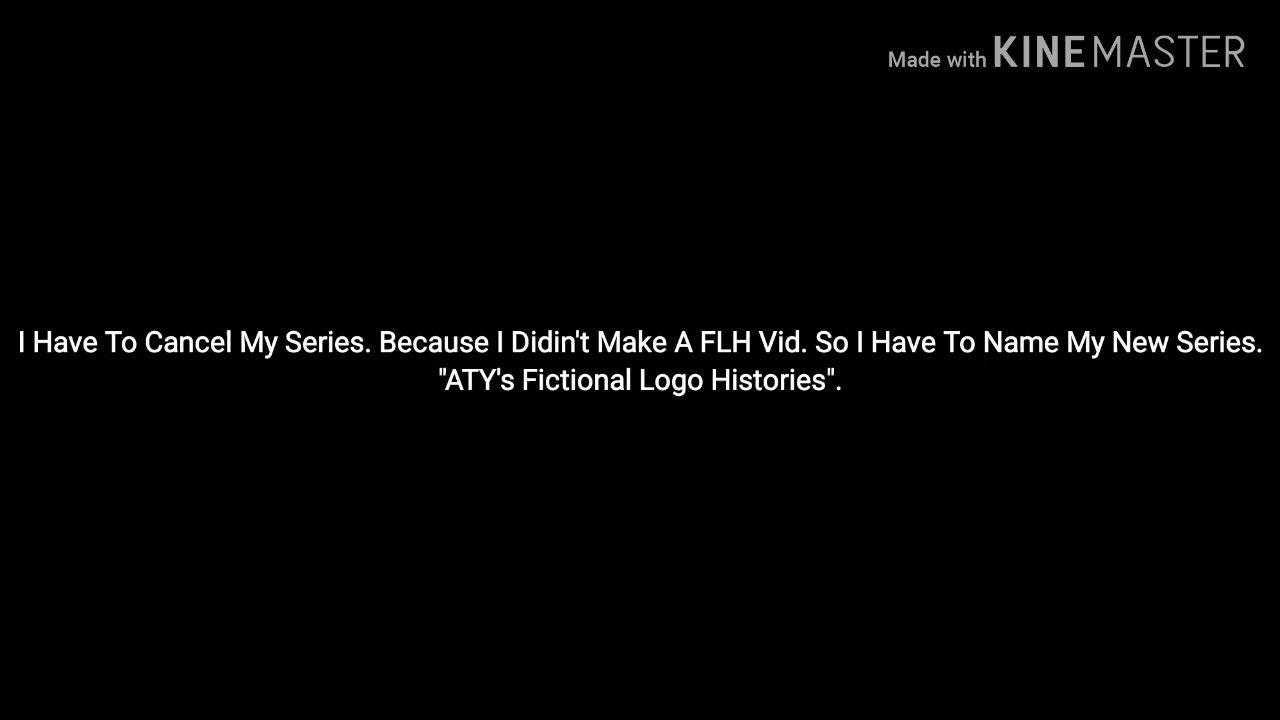 Made with KINEMASTER
I Have To Cancel My Series. Because I Didin't Make A FLH Vid. So I Have To Name My New Series.
"ATY's Fictional Logo Histories".